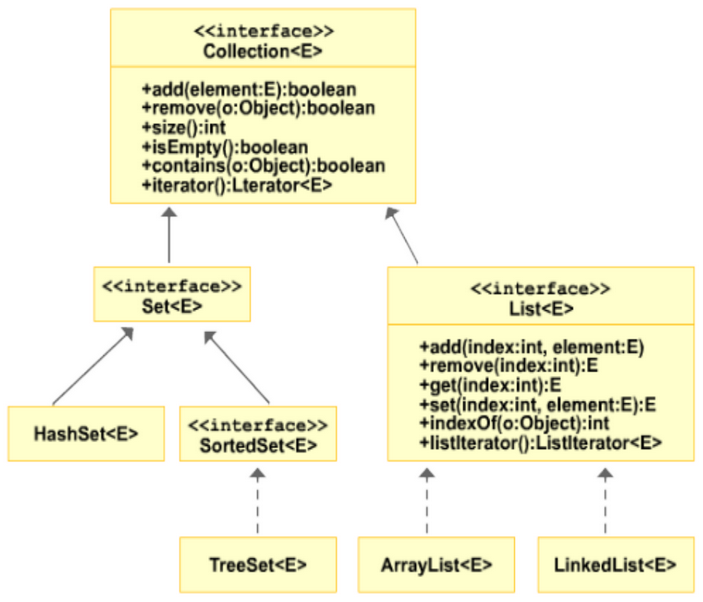 <<interface>>
Collection<E>
+add(element:E):boolean
+remove(o:Object):boolean
+size():int
+isEmpty():boolean
+contains(o:Object):boolean
+iterator():Lterator<E>
<<interface>>
Set<E>
<<interface>>
List<E>
+add(index:int, element:E)
+remove(index:int):E
+get(index:int):E
+set(index:int, element:E):E
+indexOf(o:Object):int
+listIterator():ListIterator<E>
HashSet<E>
<<interface>>
SortedSet<E>
TreeSet<E>
ArrayList<E>
LinkedList<E>